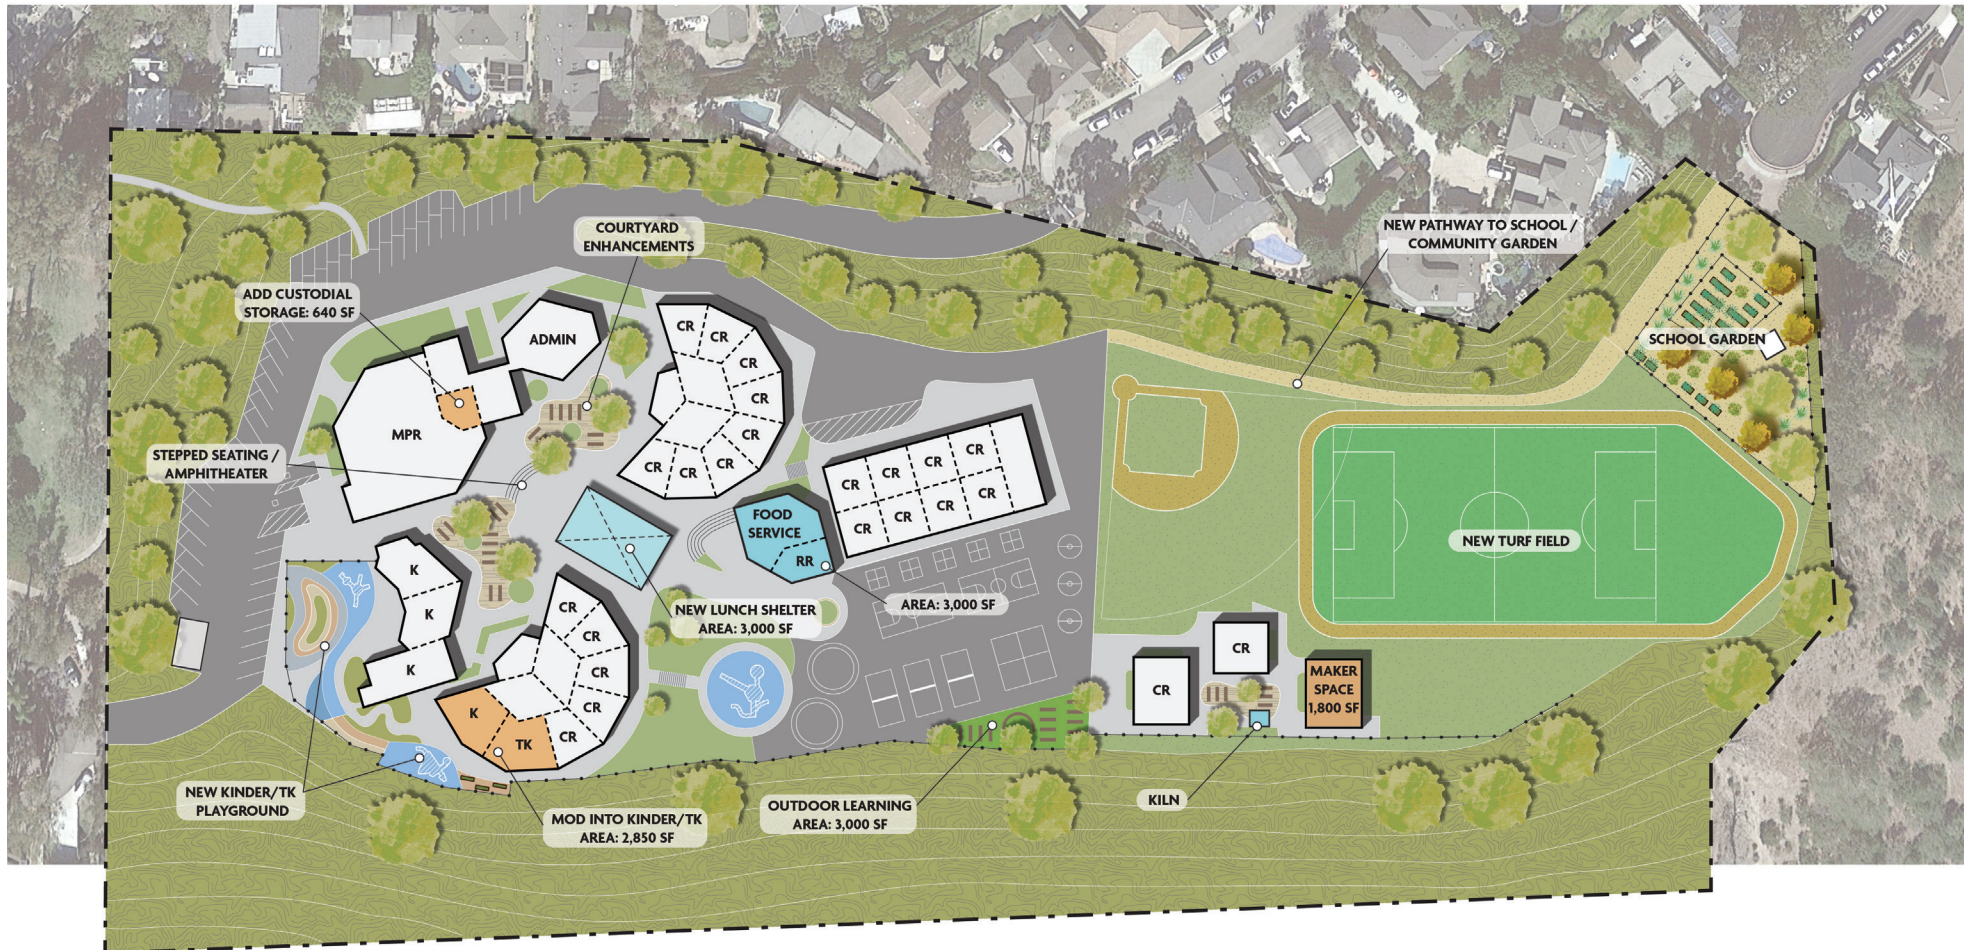 COURTYARD
ENHANCEMENTS
NEW PATHWAY TO SCHOOL /
COMMUNITY GARDEN
ADD CUSTODIAL
STORAGE: 640 SF
ADMIN
CR
CR
CR
CR
CR
CR
CR
CR
SCHOOL GARDEN
MPR
STEPPED SEATING /
AMPHITHEATER
CR
CR
CR
CR
CR
CR
CR
CR
FOOD
SERVICE
RR
NEW TURF FIELD
K
K
K
AREA: 3,000 SF
NEW LUNCH SHELTER
AREA: 3,000 SF
CR
CR
CR
CR
CR
K
TK
CR
CR
MAKER
SPACE
1,800 SF
NEW KINDER/TK
PLAYGROUND
MOD INTO KINDER/TK
AREA: 2,850 SF
OUTDOOR LEARNING
AREA: 3,000 SF
KILN